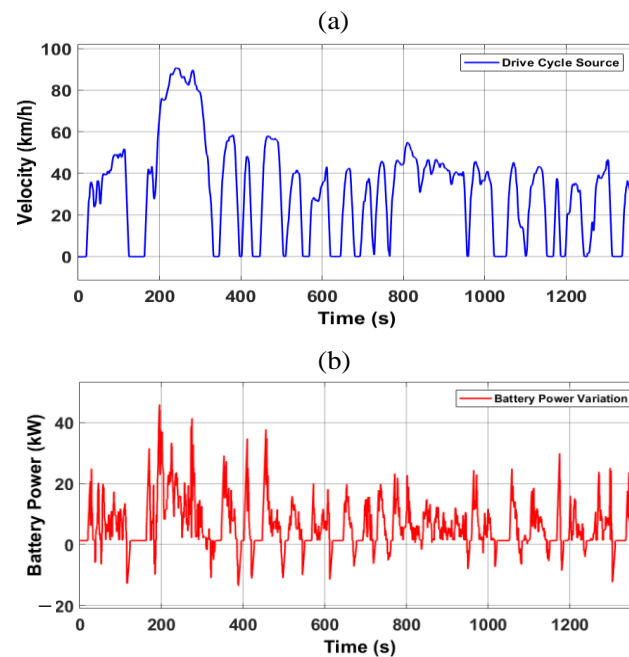 (a)
100
80
60
40
20
0
Velocity (km/h)
Drive Cycle Source
0 200 400 600 800 1000 1200
Time (s)
(b)
40
20
0
−20
Battery Power (kW)
Battery Power Variation
0 200 400 600 800 1000 1200
Time (s)